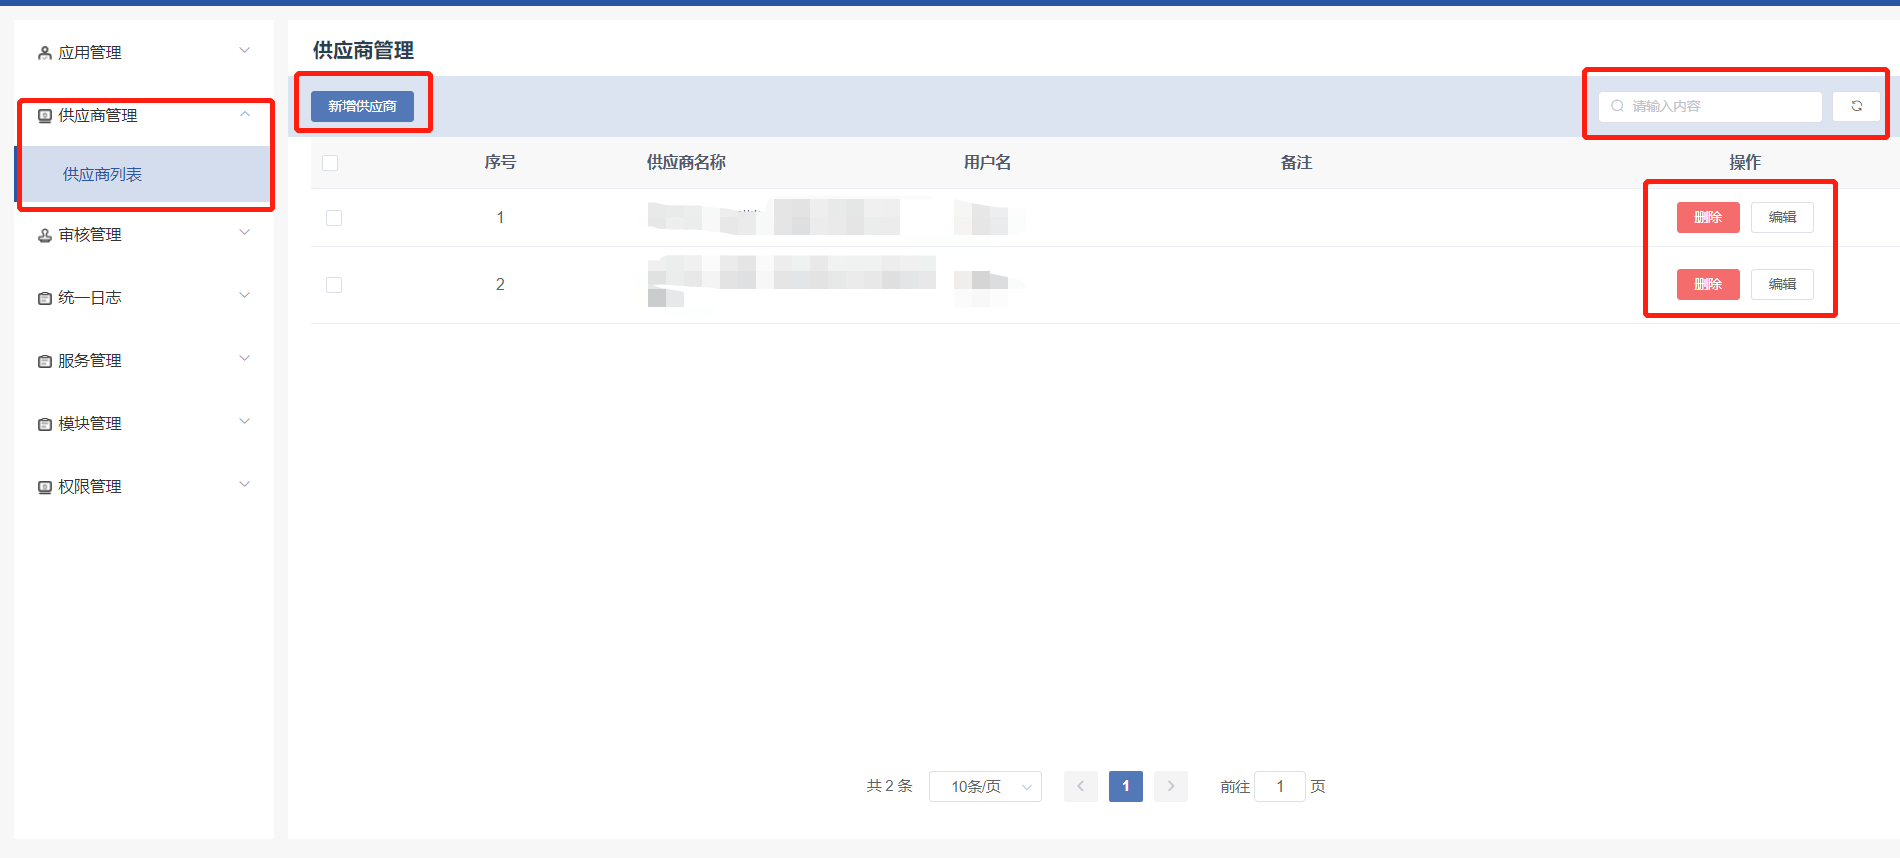 应用管理
供应商管理
供应商列表
审核管理
统一日志
服务管理
模块管理
权限管理
供应商管理
新增供应商
请输入内容
序号 供应商名称 用户名 备注 操作
1 删除 编辑
2 删除 编辑
共 2 条 10条/页 1 前往 1 页